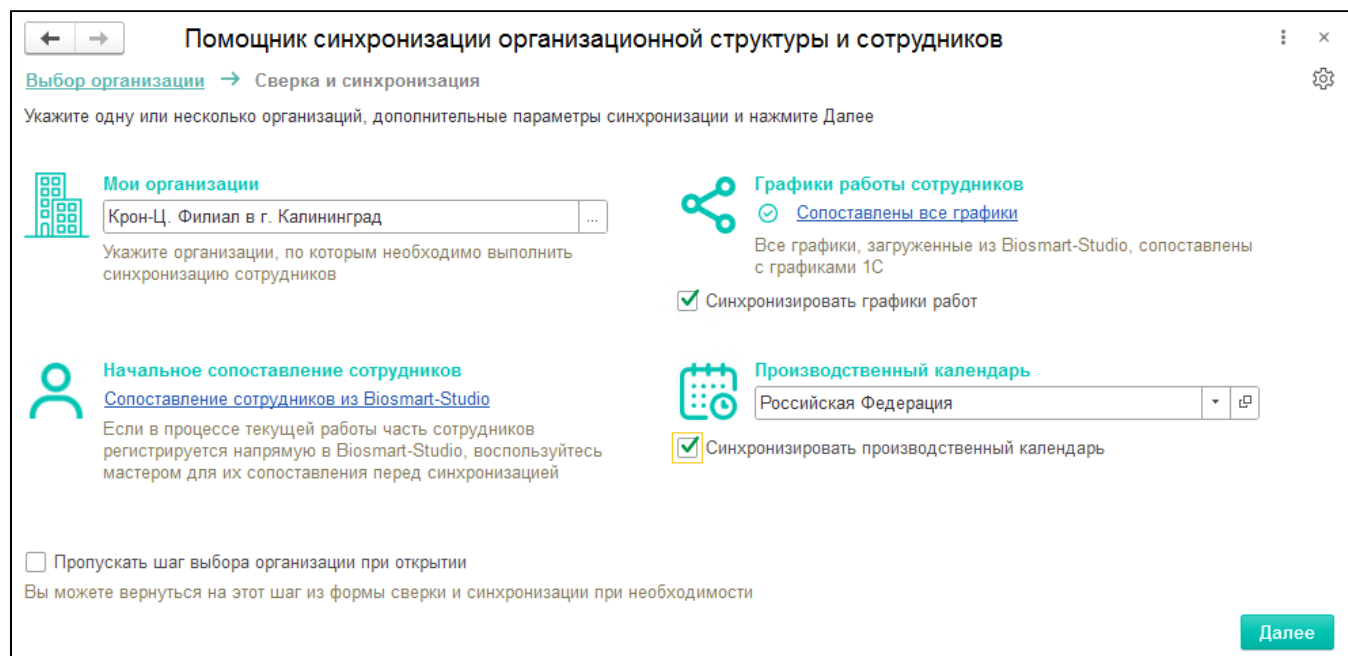 Помощник синхронизации организационной структуры и сотрудников
Выбор организации → Сверка и синхронизация
Укажите одну или несколько организаций, дополнительные параметры синхронизации и нажмите Далее
Мои организации
Крон-Ц. Филиал в г. Калининград
...
Укажите организации, по которым необходимо выполнить
синхронизацию сотрудников
Графики работы сотрудников
Сопоставлены все графики
Все графики, загруженные из Biosmart-Studio, сопоставлены
с графиками 1С
Синхронизировать графики работ
Начальное сопоставление сотрудников
Сопоставление сотрудников из Biosmart-Studio
Если в процессе текущей работы часть сотрудников
регистрируется напрямую в Biosmart-Studio, воспользуйтесь
мастером для их сопоставления перед синхронизацией
Производственный календарь
Российская Федерация
Синхронизировать производственный календарь
Пропускать шаг выбора организации при открытии
Вы можете вернуться на этот шаг из формы сверки и синхронизации при необходимости
Далее